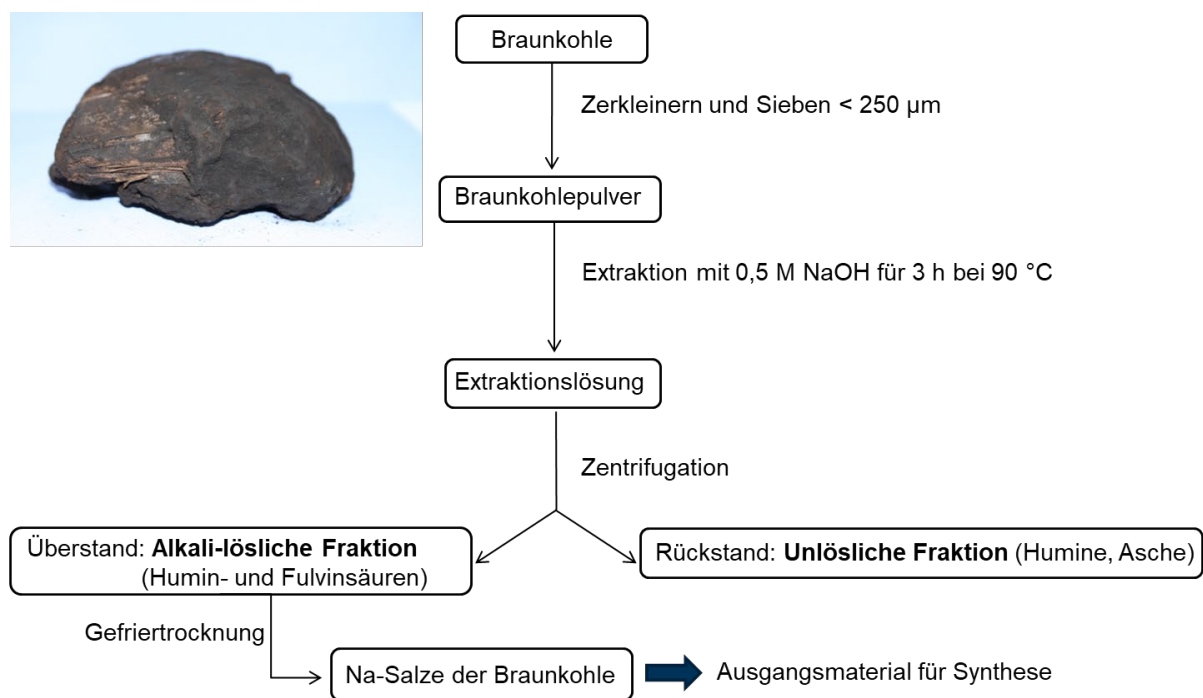 Braunkohle
Zerkleinern und Sieben < 250 µm
Braunkohlepulver
Extraktion mit 0,5 M NaOH für 3 h bei 90 °C
Extraktionslösung
Zentrifugation
Überstand: Alkali-lösliche Fraktion
(Humin- und Fulvinsäuren)
Rückstand: Unlösliche Fraktion (Humine, Asche)
Gefriertrocknung
Na-Salze der Braunkohle
Ausgangsmaterial für Synthese